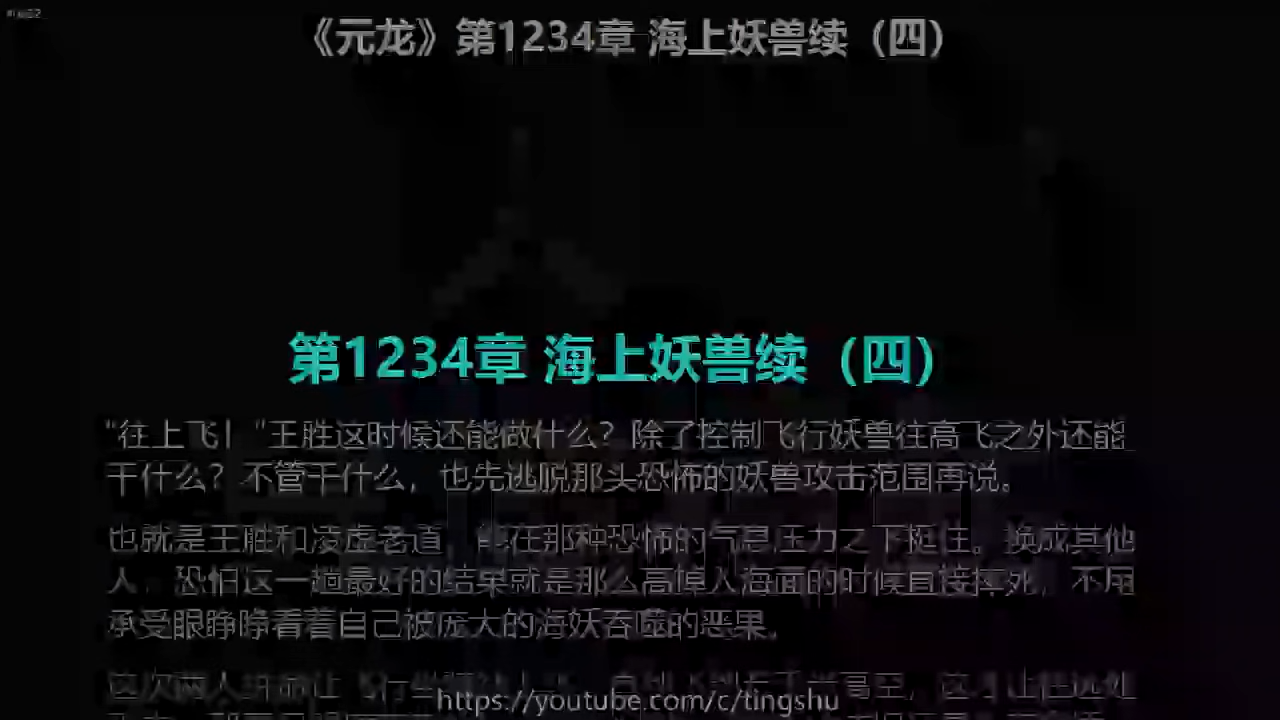 《元龙》第1234章 海上妖兽续（四）
第1234章 海上妖兽续（四）
“往上飞！“王胜这时候还能做什么？除了控制飞行妖兽往高飞之外还能
干什么？不管干什么，也先逃脱那头恐怖的妖兽攻击范围再说。
也就是王胜和凌虚老道，能在那种恐怖的气息压力之下挺住。换成其他
人，恐怕这一趟最好的结果就是那么高掉入海面的时候直接摔死，不用
承受眼睁睁看着自己被庞大的海妖吞噬的恶果。
这次两人
https://youtube.com/c/tingshu